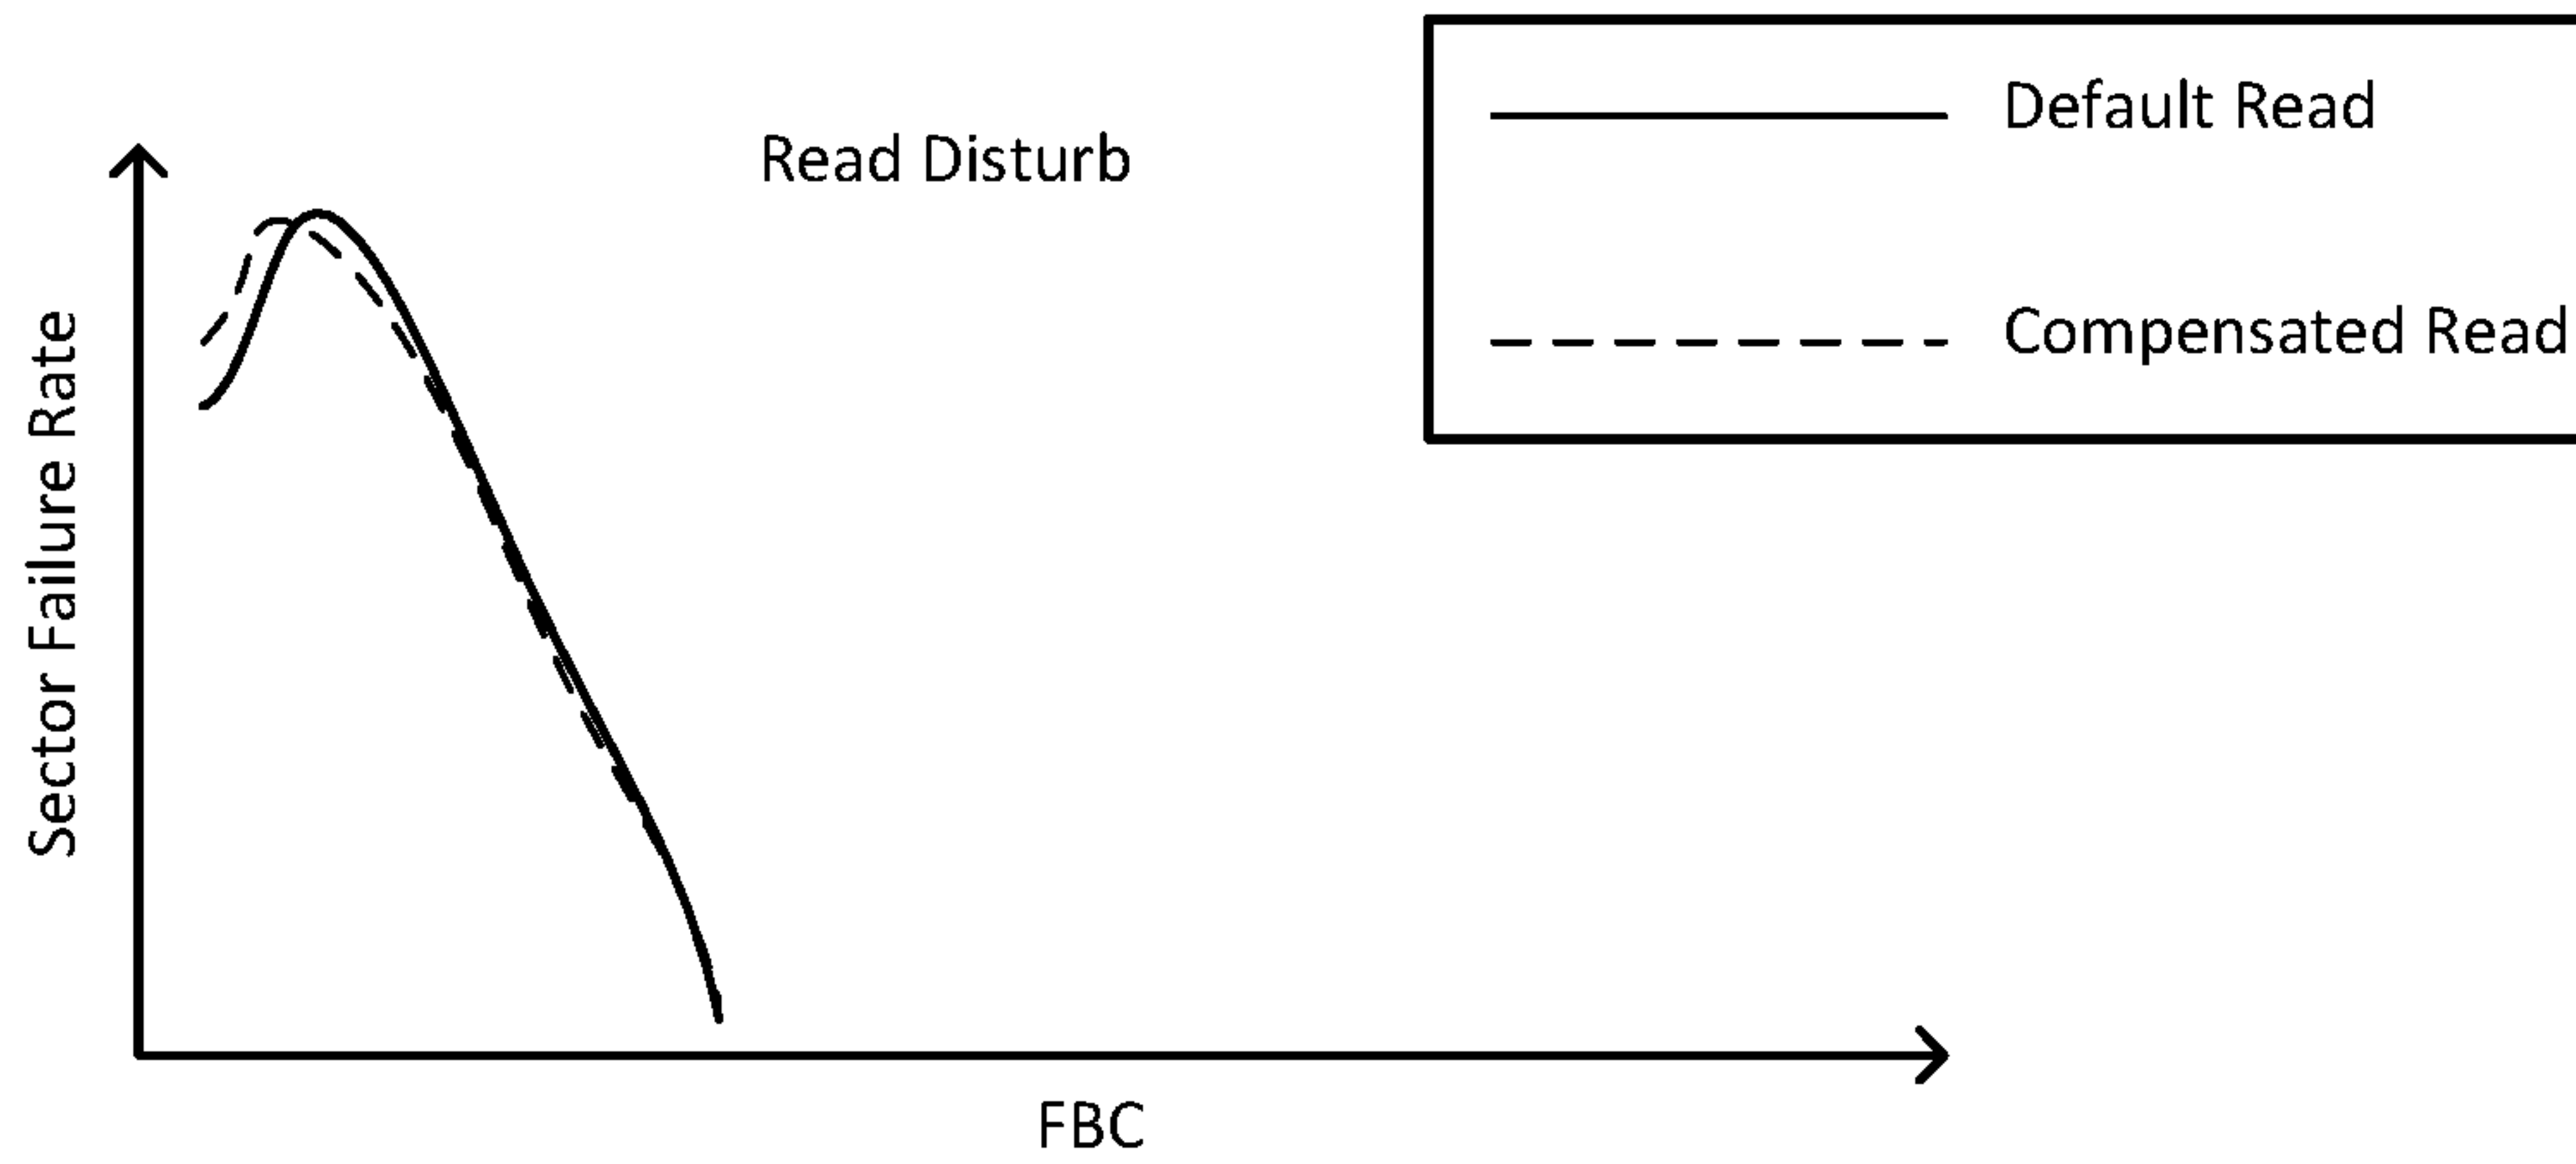 Read Disturb
Default Read
Compensated Read
Sector Failure Rate
FBC